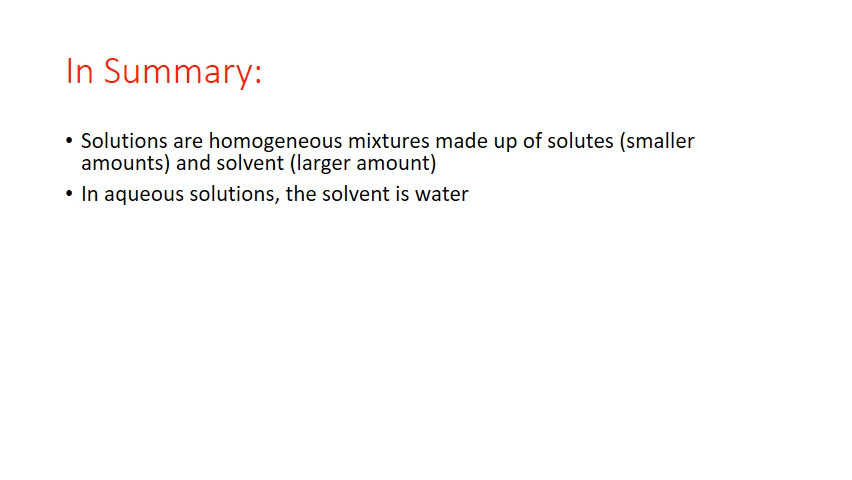 In Summary:
• Solutions are homogeneous mixtures made up of solutes (smaller
amounts) and solvent (larger amount)
• In aqueous solutions, the solvent is water